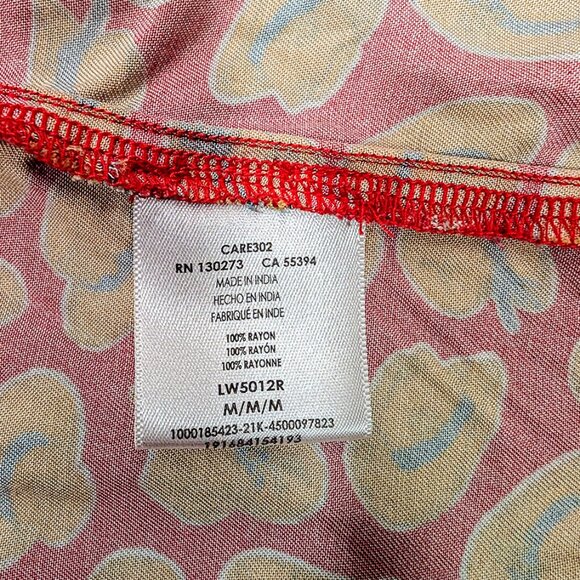 CARE302
RN 130273 CA 55394
MADE IN INDIA
HECHO EN INDIA
FABRIQUÉ EN INDE
100% RAYON
100% RAYÓN
100% RAYONNE
LW5012R
M/M/M
1000185423-21K-4500097823
191684154193